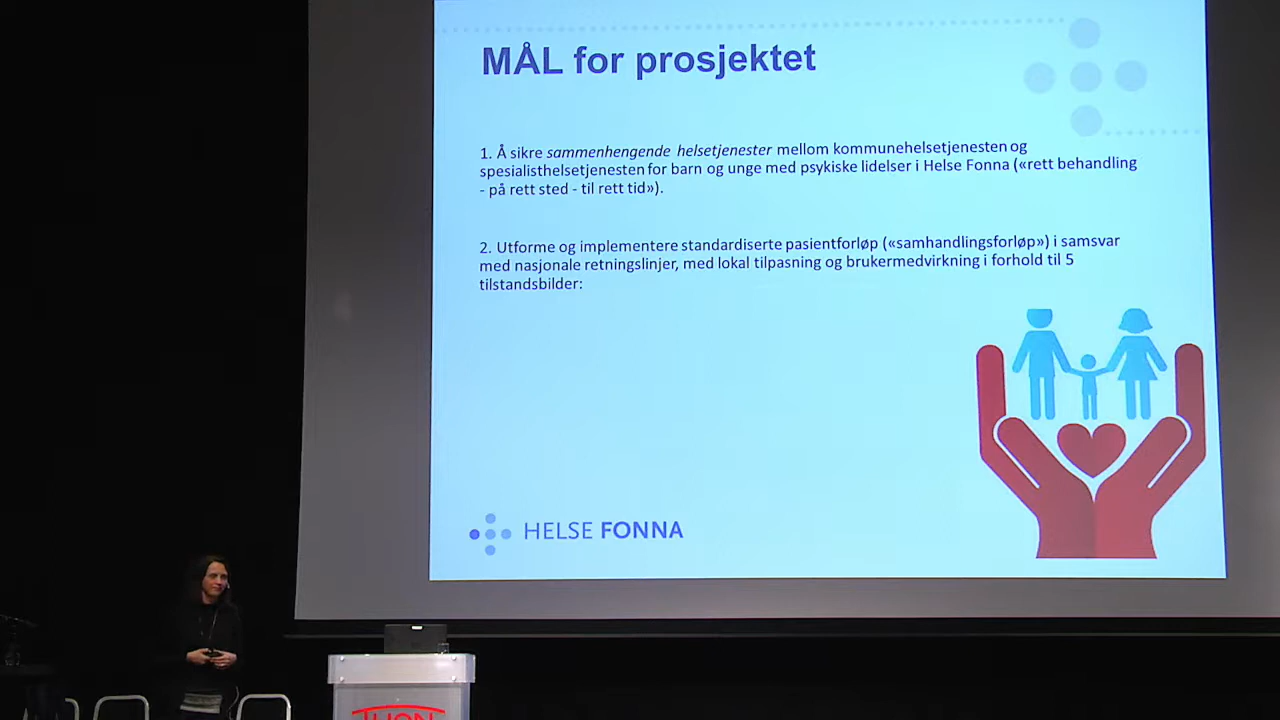 MÅL for prosjektet
1. Å sikre sammenhengende helsetjenester mellom kommunehelsetjenesten og
spesialisthelsetjenesten for barn og unge med psykiske lidelser i Helse Fonna («rett behandling
- på rett sted - til rett tid»).
2. Utforme og implementere standardiserte pasientforløp («samhandlingsforløp») i samsvar
med nasjonale retningslinjer, med lokal tilpasning og brukermedvirkning i forhold til 5
tilstandsbilder:
HELSE FONNA
THON